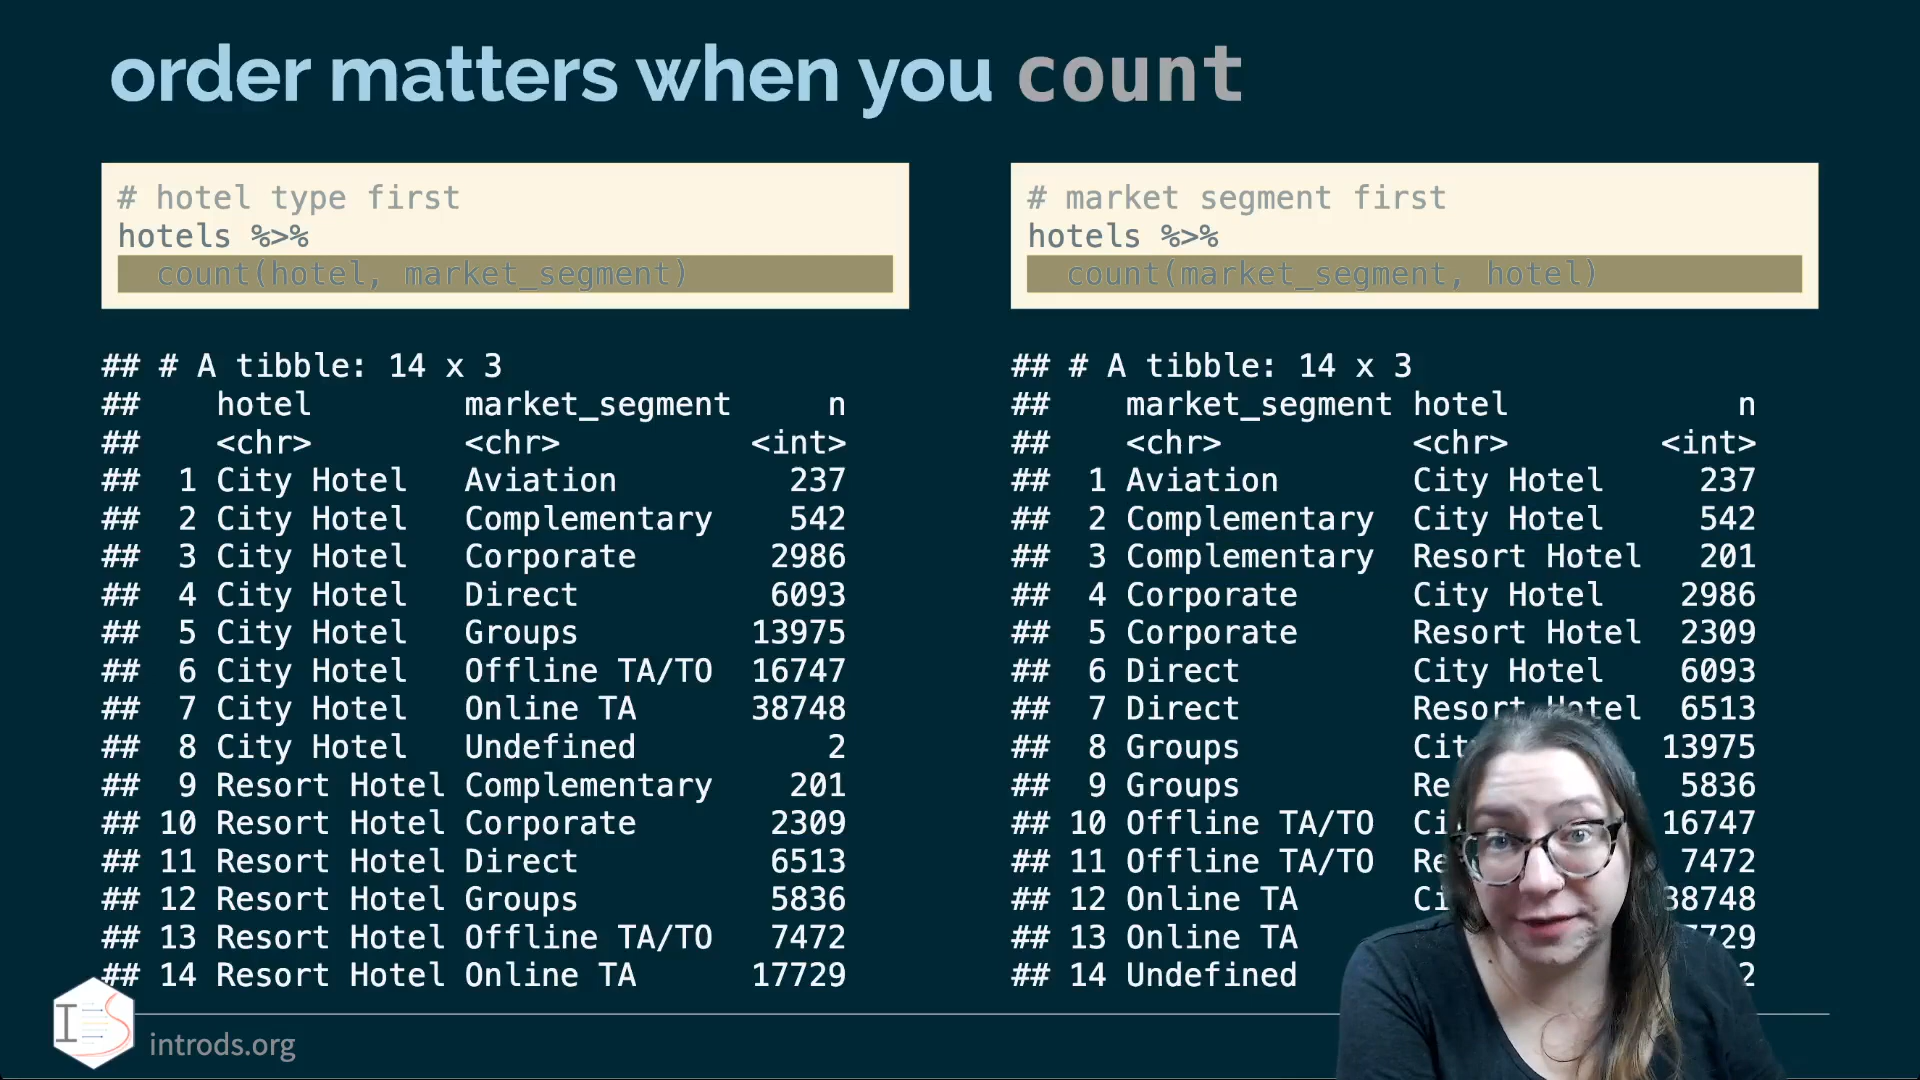 order matters when you count
# hotel type first
hotels %>%
count(hotel, market_segment)
## # A tibble: 14 x 3
## hotel market_segment n
## <chr> <chr> <int>
## 1 City Hotel Aviation 237
## 2 City Hotel Complementary 542
## 3 City Hotel Corporate 2986
## 4 City Hotel Direct 6093
## 5 City Hotel Groups 13975
## 6 City Hotel Offline TA/TO 16747
## 7 City Hotel Online TA 38748
## 8 City Hotel Undefined 2
## 9 Resort Hotel Complementary 201
## 10 Resort Hotel Corporate 2309
## 11 Resort Hotel Direct 6513
## 12 Resort Hotel Groups 5836
## 13 Resort Hotel Offline TA/TO 7472
## 14 Resort Hotel Online TA 17729
# market segment first
hotels %>%
count(market_segment, hotel)
## # A tibble: 14 x 3
## market_segment hotel n
## <chr> <chr> <int>
## 1 Aviation City Hotel 237
## 2 Complementary City Hotel 542
## 3 Complementary Resort Hotel 201
## 4 Corporate City Hotel 2986
## 5 Corporate Resort Hotel 2309
## 6 Direct City Hotel 6093
## 7 Direct Resort Hotel 6513
## 8 Groups 13975
## 9 Groups 5836
## 10 Offline TA/TO 16747
## 11 Offline TA/TO 7472
## 12 Online TA 38748
## 13 Online TA
## 14 Undefined 2
IS
introds.org